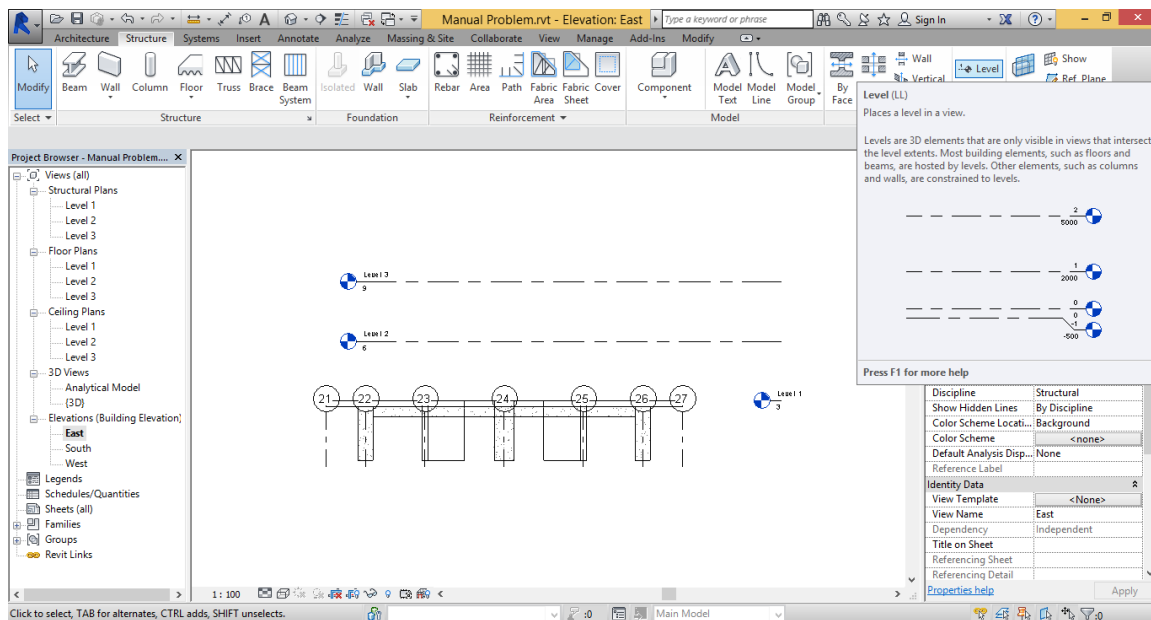 Manual Problem.rvt - Elevation: East
Type a keyword or phrase
Sign In
Architecture Structure Systems Insert Annotate Analyze Massing & Site Collaborate View Manage Add-Ins Modify
Modify Beam Wall Column Floor Truss Brace Beam System
Isolated Wall Slab
Rebar Area Path Fabric Area Fabric Sheet Cover
Component
Model Text Model Line Model Group
By Face
Wall
Vertical
Level
Show
Ref Plane
Select
Structure
Foundation
Reinforcement
Model
Level (LL)
Places a level in a view.
Levels are 3D elements that are only visible in views that intersect
the level extents. Most building elements, such as floors and
beams, are hosted by levels. Other elements, such as columns
and walls, are constrained to levels.
2
5000
1
2000
0
0
-1
-500
Press F1 for more help
Project Browser - Manual Problem....
Views (all)
Structural Plans
Level 1
Level 2
Level 3
Floor Plans
Level 1
Level 2
Level 3
Ceiling Plans
Level 1
Level 2
Level 3
3D Views
Analytical Model
{3D}
Elevations (Building Elevation)
East
South
West
Legends
Schedules/Quantities
Sheets (all)
Families
Groups
Revit Links
Level 3
9
Level 2
6
21 22 23 24 25 26 27
Level 1
3
Discipline Structural
Show Hidden Lines By Discipline
Color Scheme Locati... Background
Color Scheme <none>
Default Analysis Disp... None
Reference Label
Identity Data
View Template <None>
View Name East
Dependency Independent
Title on Sheet
Referencing Sheet
Referencing Detail
Properties help
Apply
1 : 100
Click to select, TAB for alternates, CTRL adds, SHIFT unselects.
:0
Main Model
:0